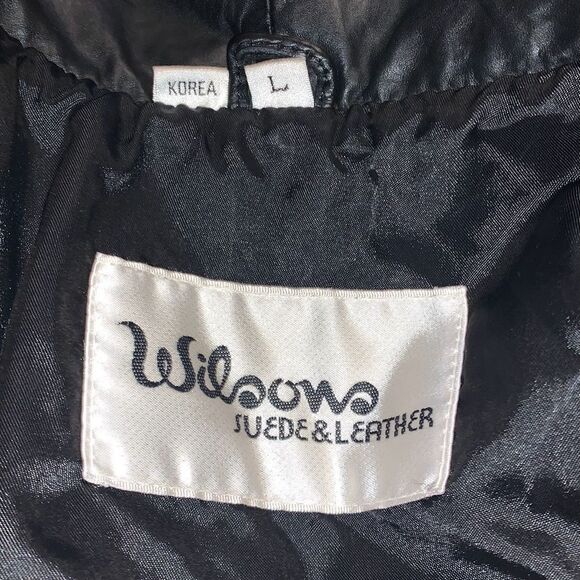 KOREA
L
Wilsons
SUEDE & LEATHER